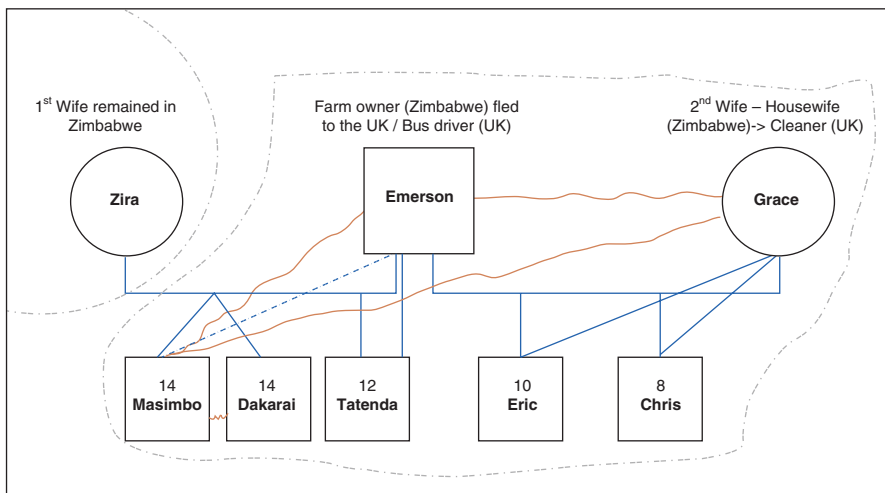 1st Wife remained in
Zimbabwe
Farm owner (Zimbabwe) fled
to the UK / Bus driver (UK)
2nd Wife – Housewife
(Zimbabwe)-> Cleaner (UK)
Zira
Emerson
Grace
14
Masimbo
14
Dakarai
12
Tatenda
10
Eric
8
Chris